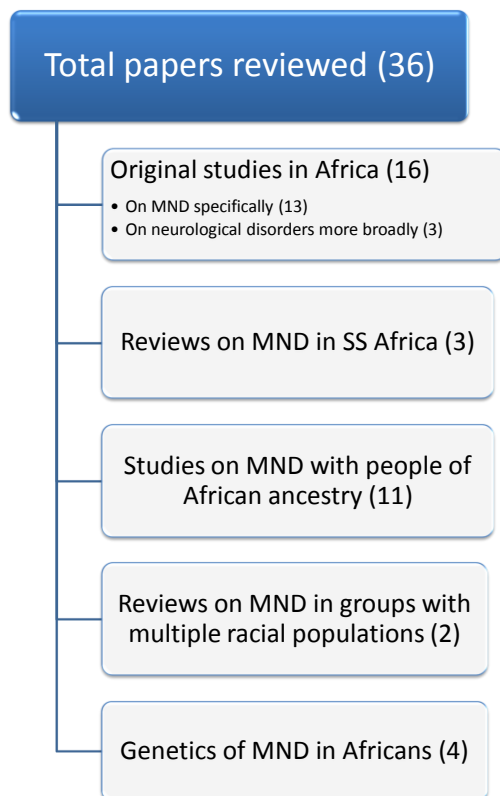 Total papers reviewed (36)
Original studies in Africa (16)
• On MND specifically (13)
• On neurological disorders more broadly (3)
Reviews on MND in SS Africa (3)
Studies on MND with people of
African ancestry (11)
Reviews on MND in groups with
multiple racial populations (2)
Genetics of MND in Africans (4)